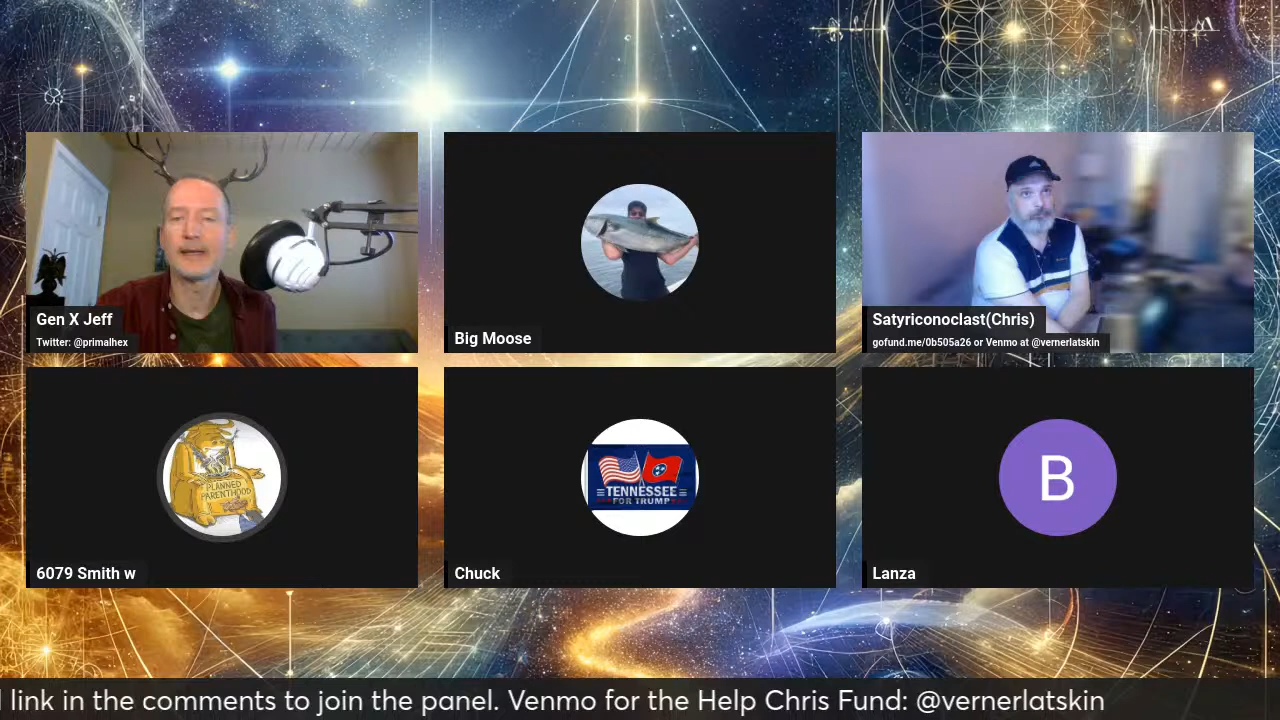 Gen X Jeff
Twitter: @primalhex
Big Moose
Satyriconoclast(Chris)
gofund.me/0b505a26 or Venmo at @vernerlatskin
PLANNED
PARENTHOOD
6079 Smith w
TENNESSEE
FOR TRUMP
Chuck
B
Lanza
link in the comments to join the panel. Venmo for the Help Chris Fund: @vernerlatskin